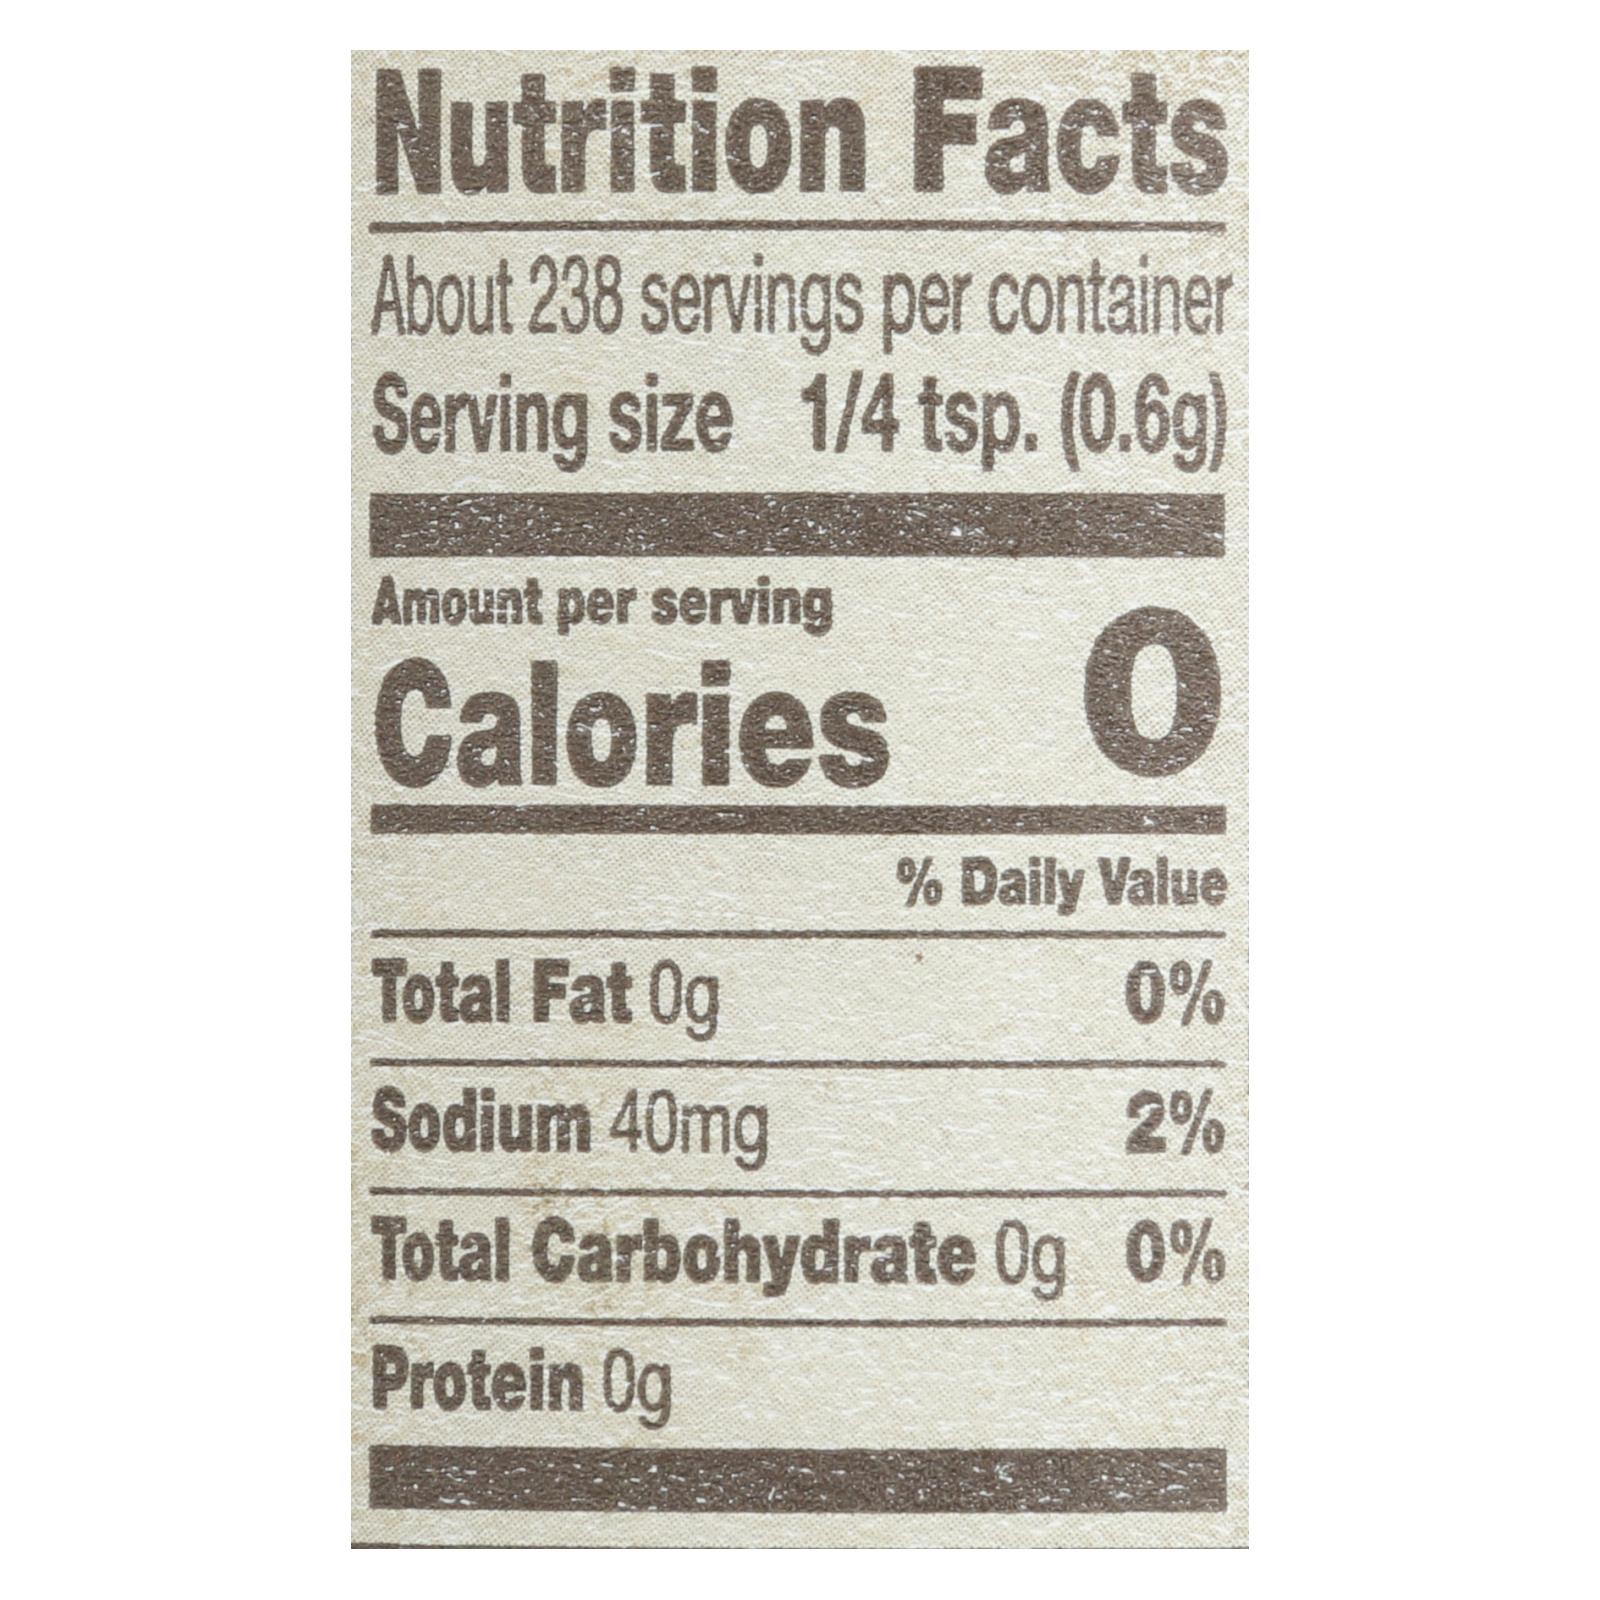 Nutrition Facts
About 238 servings per container
Serving size 1/4 tsp. (0.6g)
Amount per serving
Calories 0
% Daily Value
Total Fat 0g 0%
Sodium 40mg 2%
Total Carbohydrate 0g 0%
Protein 0g